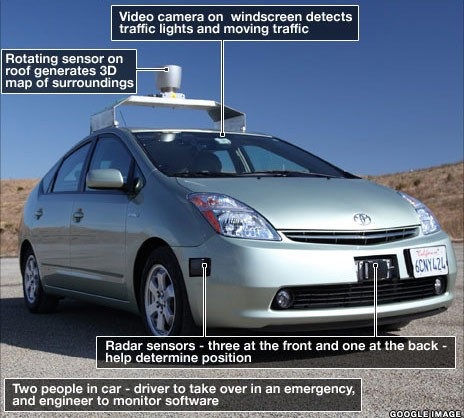 Video camera on windscreen detects
traffic lights and moving traffic
Rotating sensor on
roof generates 3D
map of surroundings
California
6CNY424
Radar sensors - three at the front and one at the back -
help determine position
Two people in car - driver to take over in an emergency,
and engineer to monitor software
GOOGLE IMAGE